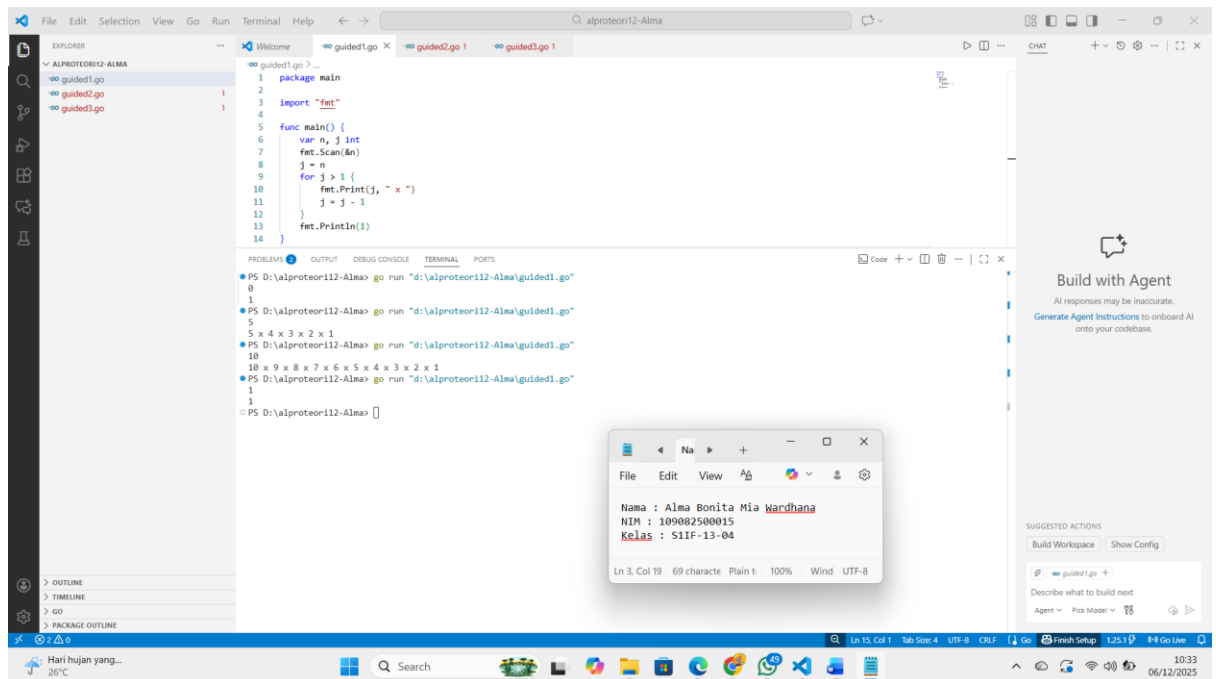 File Edit Selection View Go Run Terminal Help
alproteori12-Alma
EXPLORER
ALPROTEORI12-ALMA
guided1.go
guided2.go 1
guided3.go 1
Welcome guided1.go guided2.go 1 guided3.go 1
guided1.go > ...
1 package main
2
3 import "fmt"
4
5 func main() {
6 var n, j int
7 fmt.Scan(&n)
8 j = n
9 for j > 1 {
10 fmt.Print(j, " x ")
11 j = j - 1
12 }
13 fmt.Println(1)
14 }
PROBLEMS 2 OUTPUT DEBUG CONSOLE TERMINAL PORTS
Code
PS D:\alproteori12-Alma> go run "d:\alproteori12-Alma\guided1.go"
0
1
PS D:\alproteori12-Alma> go run "d:\alproteori12-Alma\guided1.go"
5
5 x 4 x 3 x 2 x 1
PS D:\alproteori12-Alma> go run "d:\alproteori12-Alma\guided1.go"
10
10 x 9 x 8 x 7 x 6 x 5 x 4 x 3 x 2 x 1
PS D:\alproteori12-Alma> go run "d:\alproteori12-Alma\guided1.go"
1
1
PS D:\alproteori12-Alma>
Na
File Edit View
Nama : Alma Bonita Mia Wardhana
NIM : 109082500015
Kelas : S1IF-13-04
Ln 3, Col 19 69 characte Plain t 100% Wind UTF-8
CHAT
Build with Agent
AI responses may be inaccurate.
Generate Agent Instructions to onboard AI
onto your codebase.
SUGGESTED ACTIONS
Build Workspace Show Config
guided1.go
Describe what to build next
Agent Pick Model
OUTLINE
TIMELINE
GO
PACKAGE OUTLINE
2 0
Ln 15, Col 1 Tab Size: 4 UTF-8 CRLF Go Finish Setup 1.25.1 Go Live
Hari hujan yang...
26°C
Search
49
10:33
06/12/2025